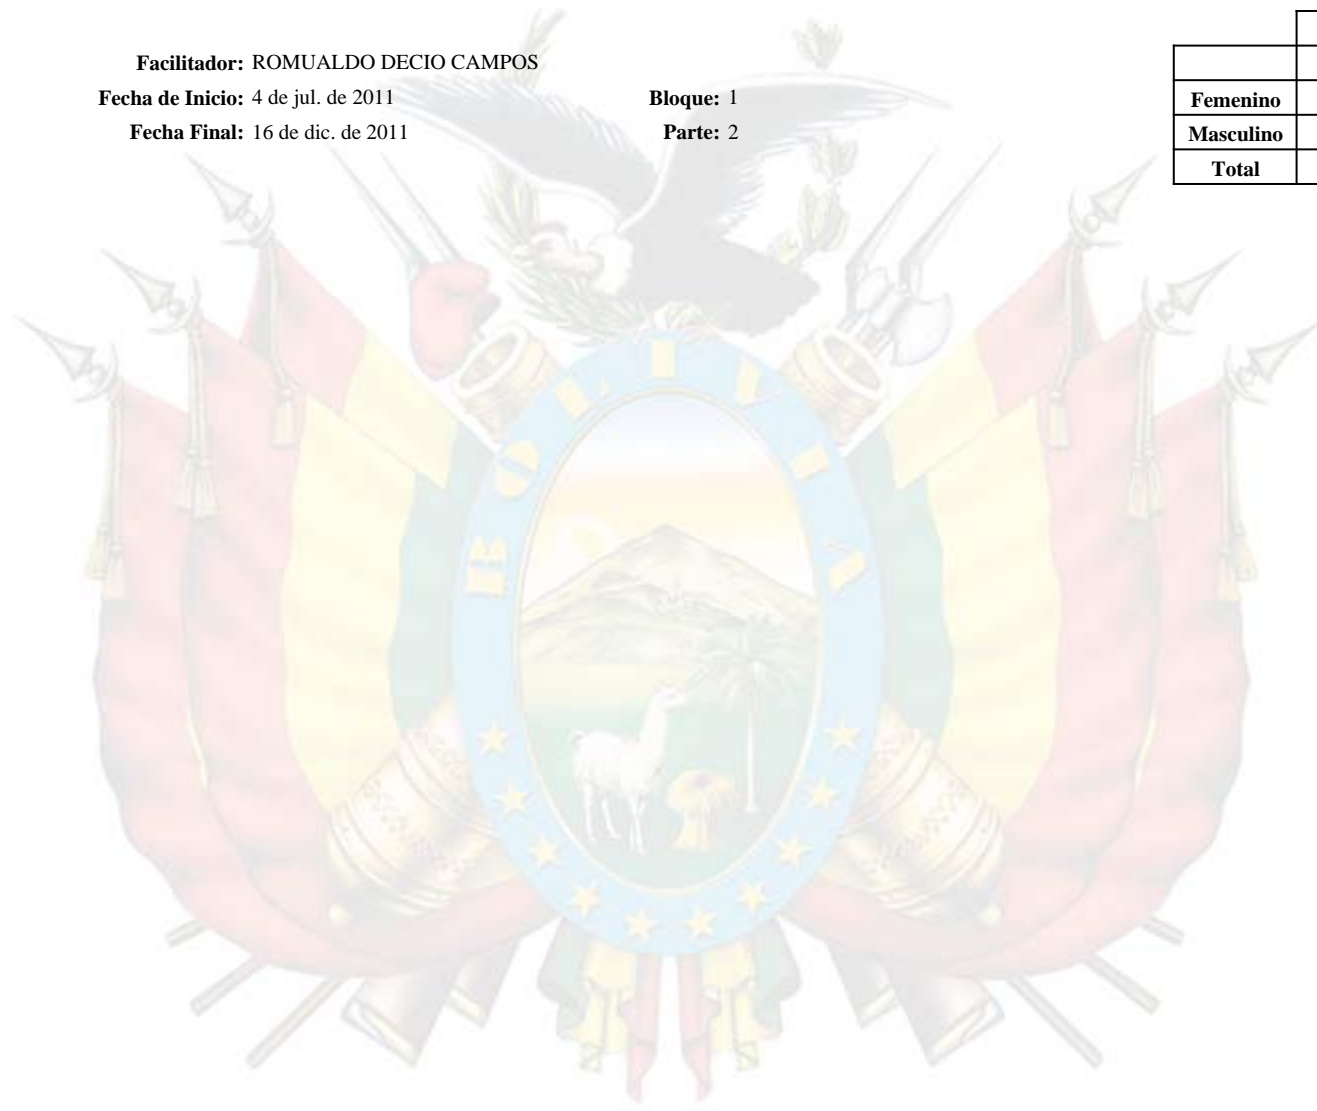 Facilitador: ROMUALDO DECIO CAMPOS
Fecha de Inicio: 4 de jul. de 2011 Bloque: 1
Fecha Final: 16 de dic. de 2011 Parte: 2
Femenino
Masculino
Total
BOLIVIA